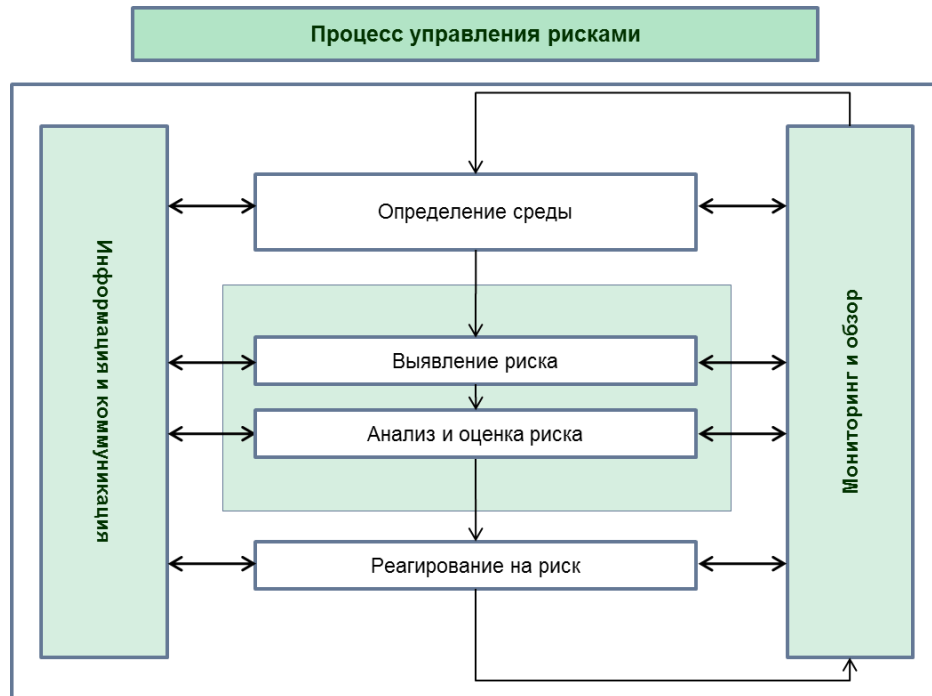 Процесс управления рисками
Информация и коммуникация
Определение среды
Выявление риска
Анализ и оценка риска
Реагирование на риск
Мониторинг и обзор